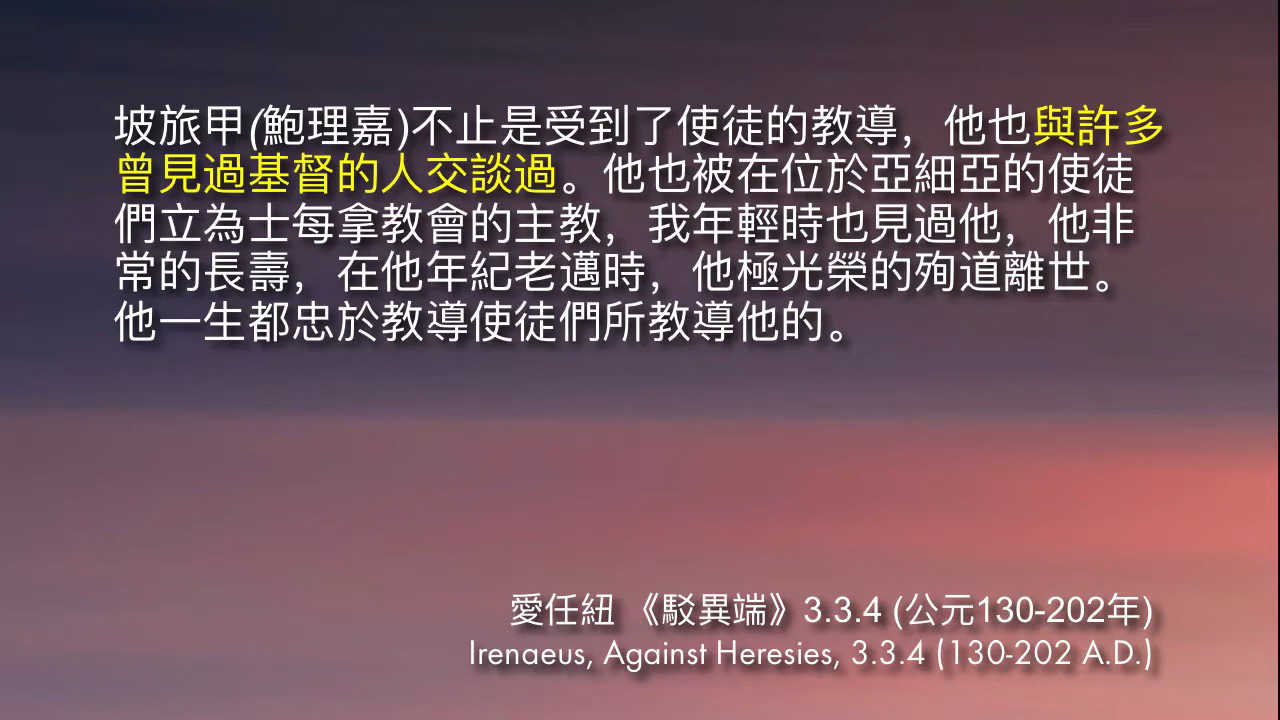 坡旅甲(鮑理嘉)不止是受到了使徒的教導，他也與許多
曾見過基督的人交談過。他也被在位於亞細亞的使徒
們立為士每拿教會的主教，我年輕時也見過他，他非
常的長壽，在他年紀老邁時，他極光榮的殉道離世。
他一生都忠於教導使徒們所教導他的。
愛任紐 《駁異端》3.3.4 (公元130-202年)
Irenaeus, Against Heresies, 3.3.4 (130-202 A.D.)